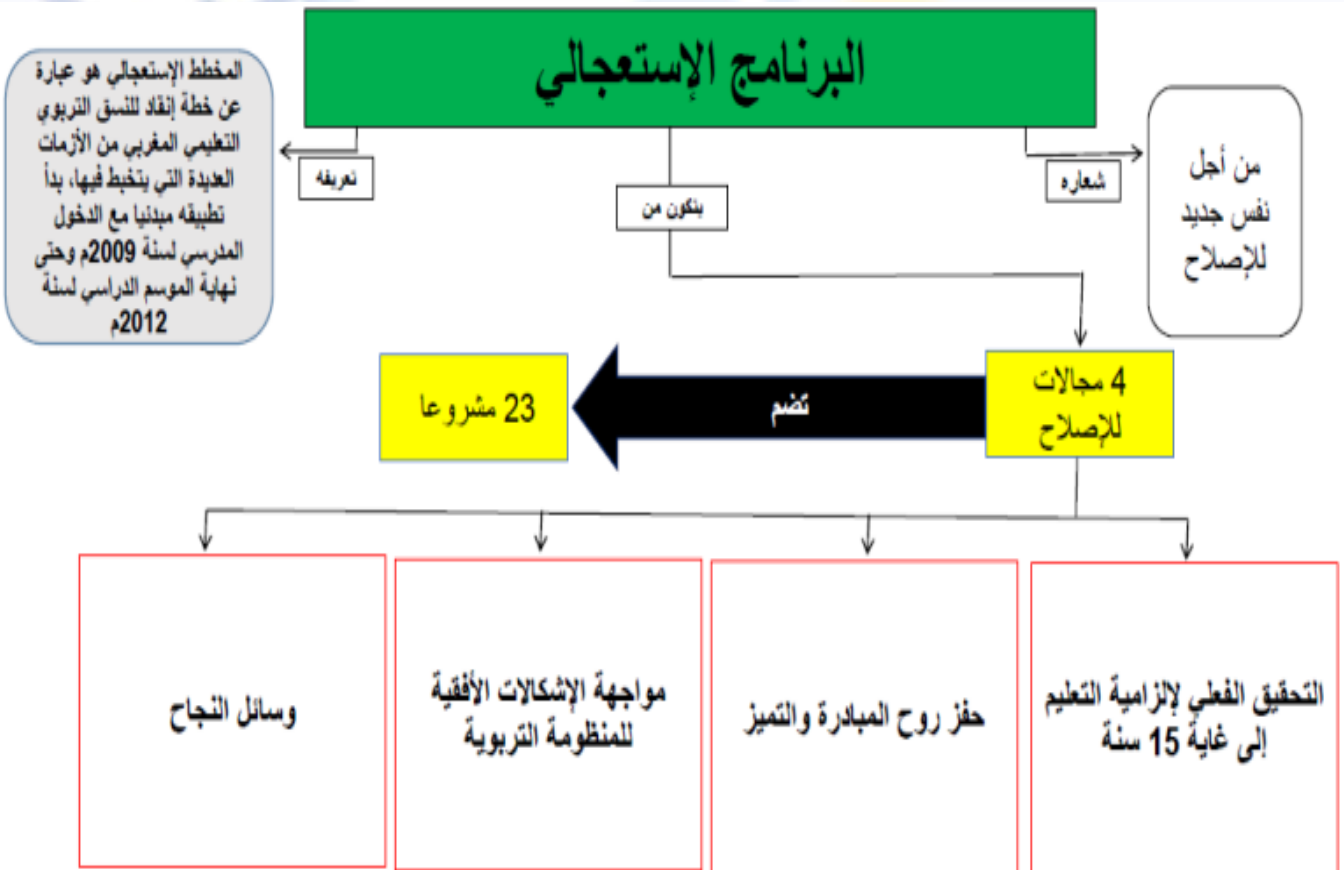 البرنامج الإستعجالي
شعاره
من أجل
نفس جديد
للإصلاح
تعريفه
المخطط الإستعجالي هو عبارة
عن خطة إنقاد للنسق التربوي
التعليمي المغربي من الأزمات
العديدة التي يتخبط فيها، بدأ
تطبيقه مبدئيا مع الدخول
المدرسي لسنة 2009م وحتى
نهاية الموسم الدراسي لسنة
2012م
يتكون من
4 مجالات
للإصلاح
تضم
23 مشروعا
التحقيق الفعلي لإلزامية التعليم
إلى غاية 15 سنة
حفز روح المبادرة والتميز
مواجهة الإشكالات الأفقية
للمنظومة التربوية
وسائل النجاح